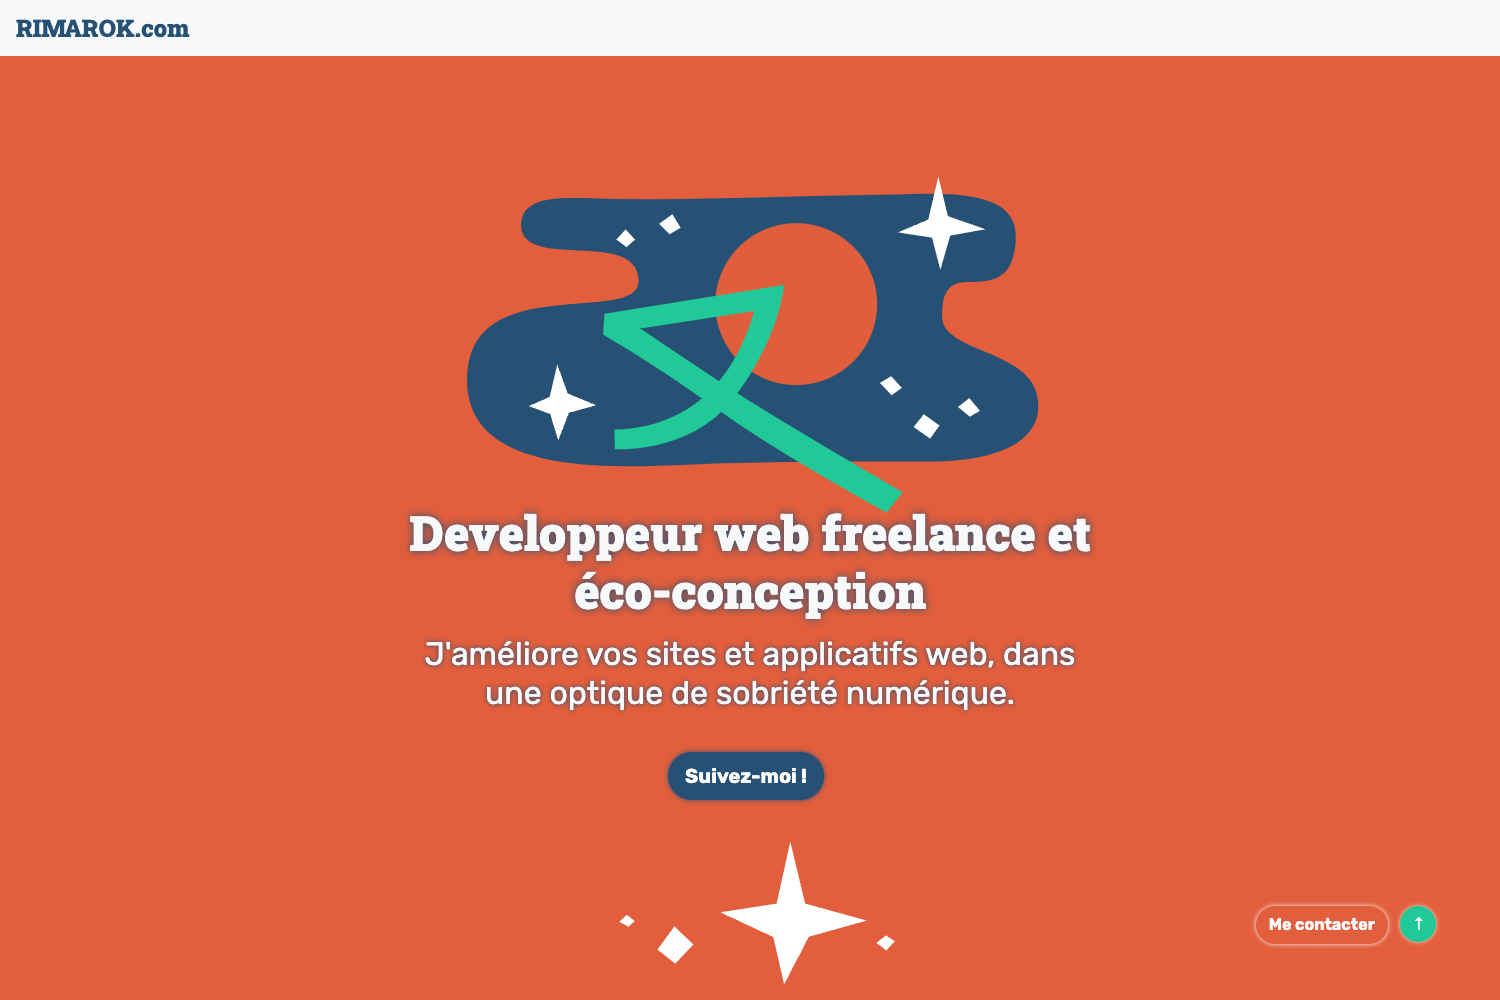 RIMAROK.com
Developpeur web freelance et
éco-conception
J'améliore vos sites et applicatifs web, dans
une optique de sobriété numérique.
Suivez-moi !
Me contacter ↑